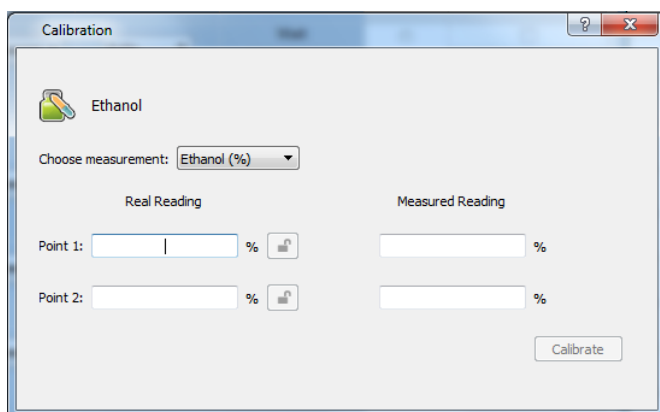 Calibration
Ethanol
Choose measurement: Ethanol (%)
Real Reading Measured Reading
Point 1: % %
Point 2: % %
Calibrate